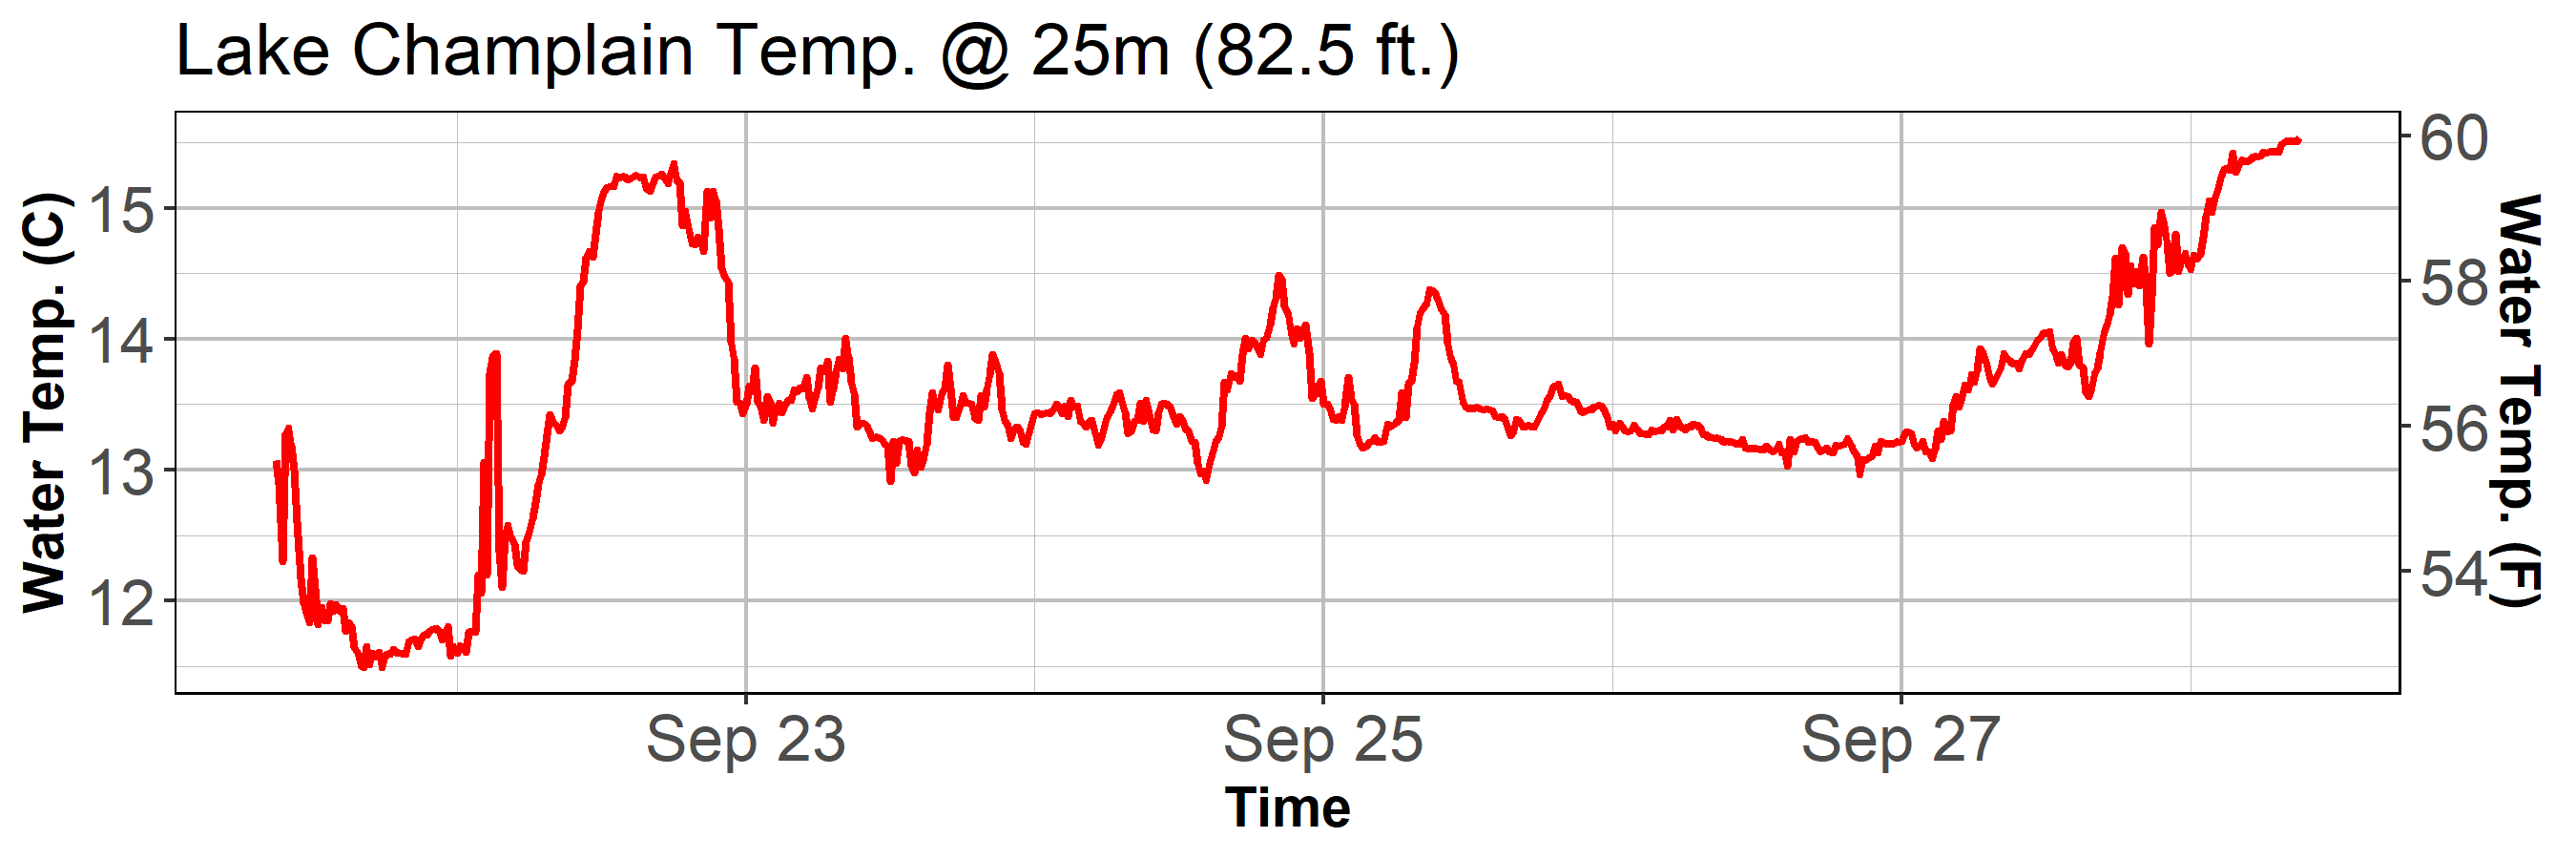 Lake Champlain Temp. @ 25m (82.5 ft.)
Water Temp. (C)
15
14
13
12
60
58
56
54
Water Temp. (F)
Sep 23
Sep 25
Sep 27
Time